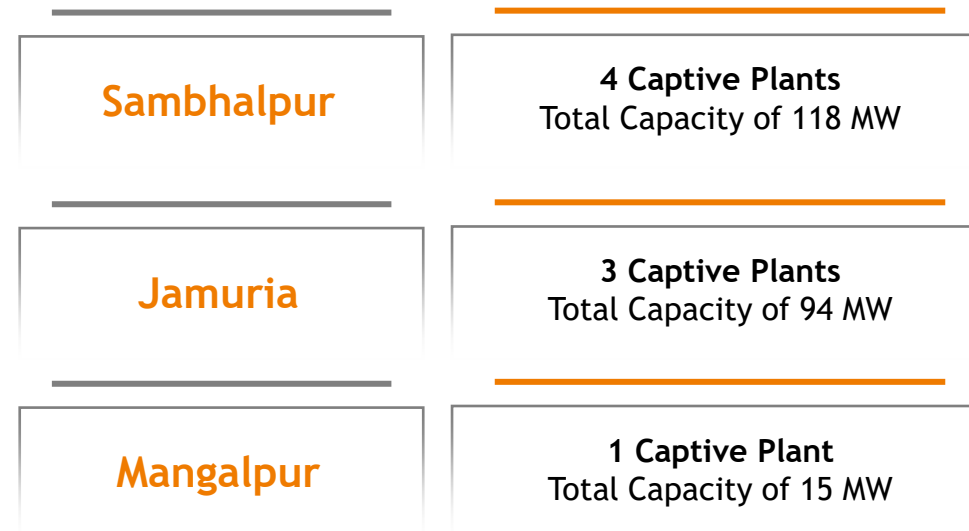 Sambhalpur
4 Captive Plants
Total Capacity of 118 MW
Jamuria
3 Captive Plants
Total Capacity of 94 MW
Mangalpur
1 Captive Plant
Total Capacity of 15 MW